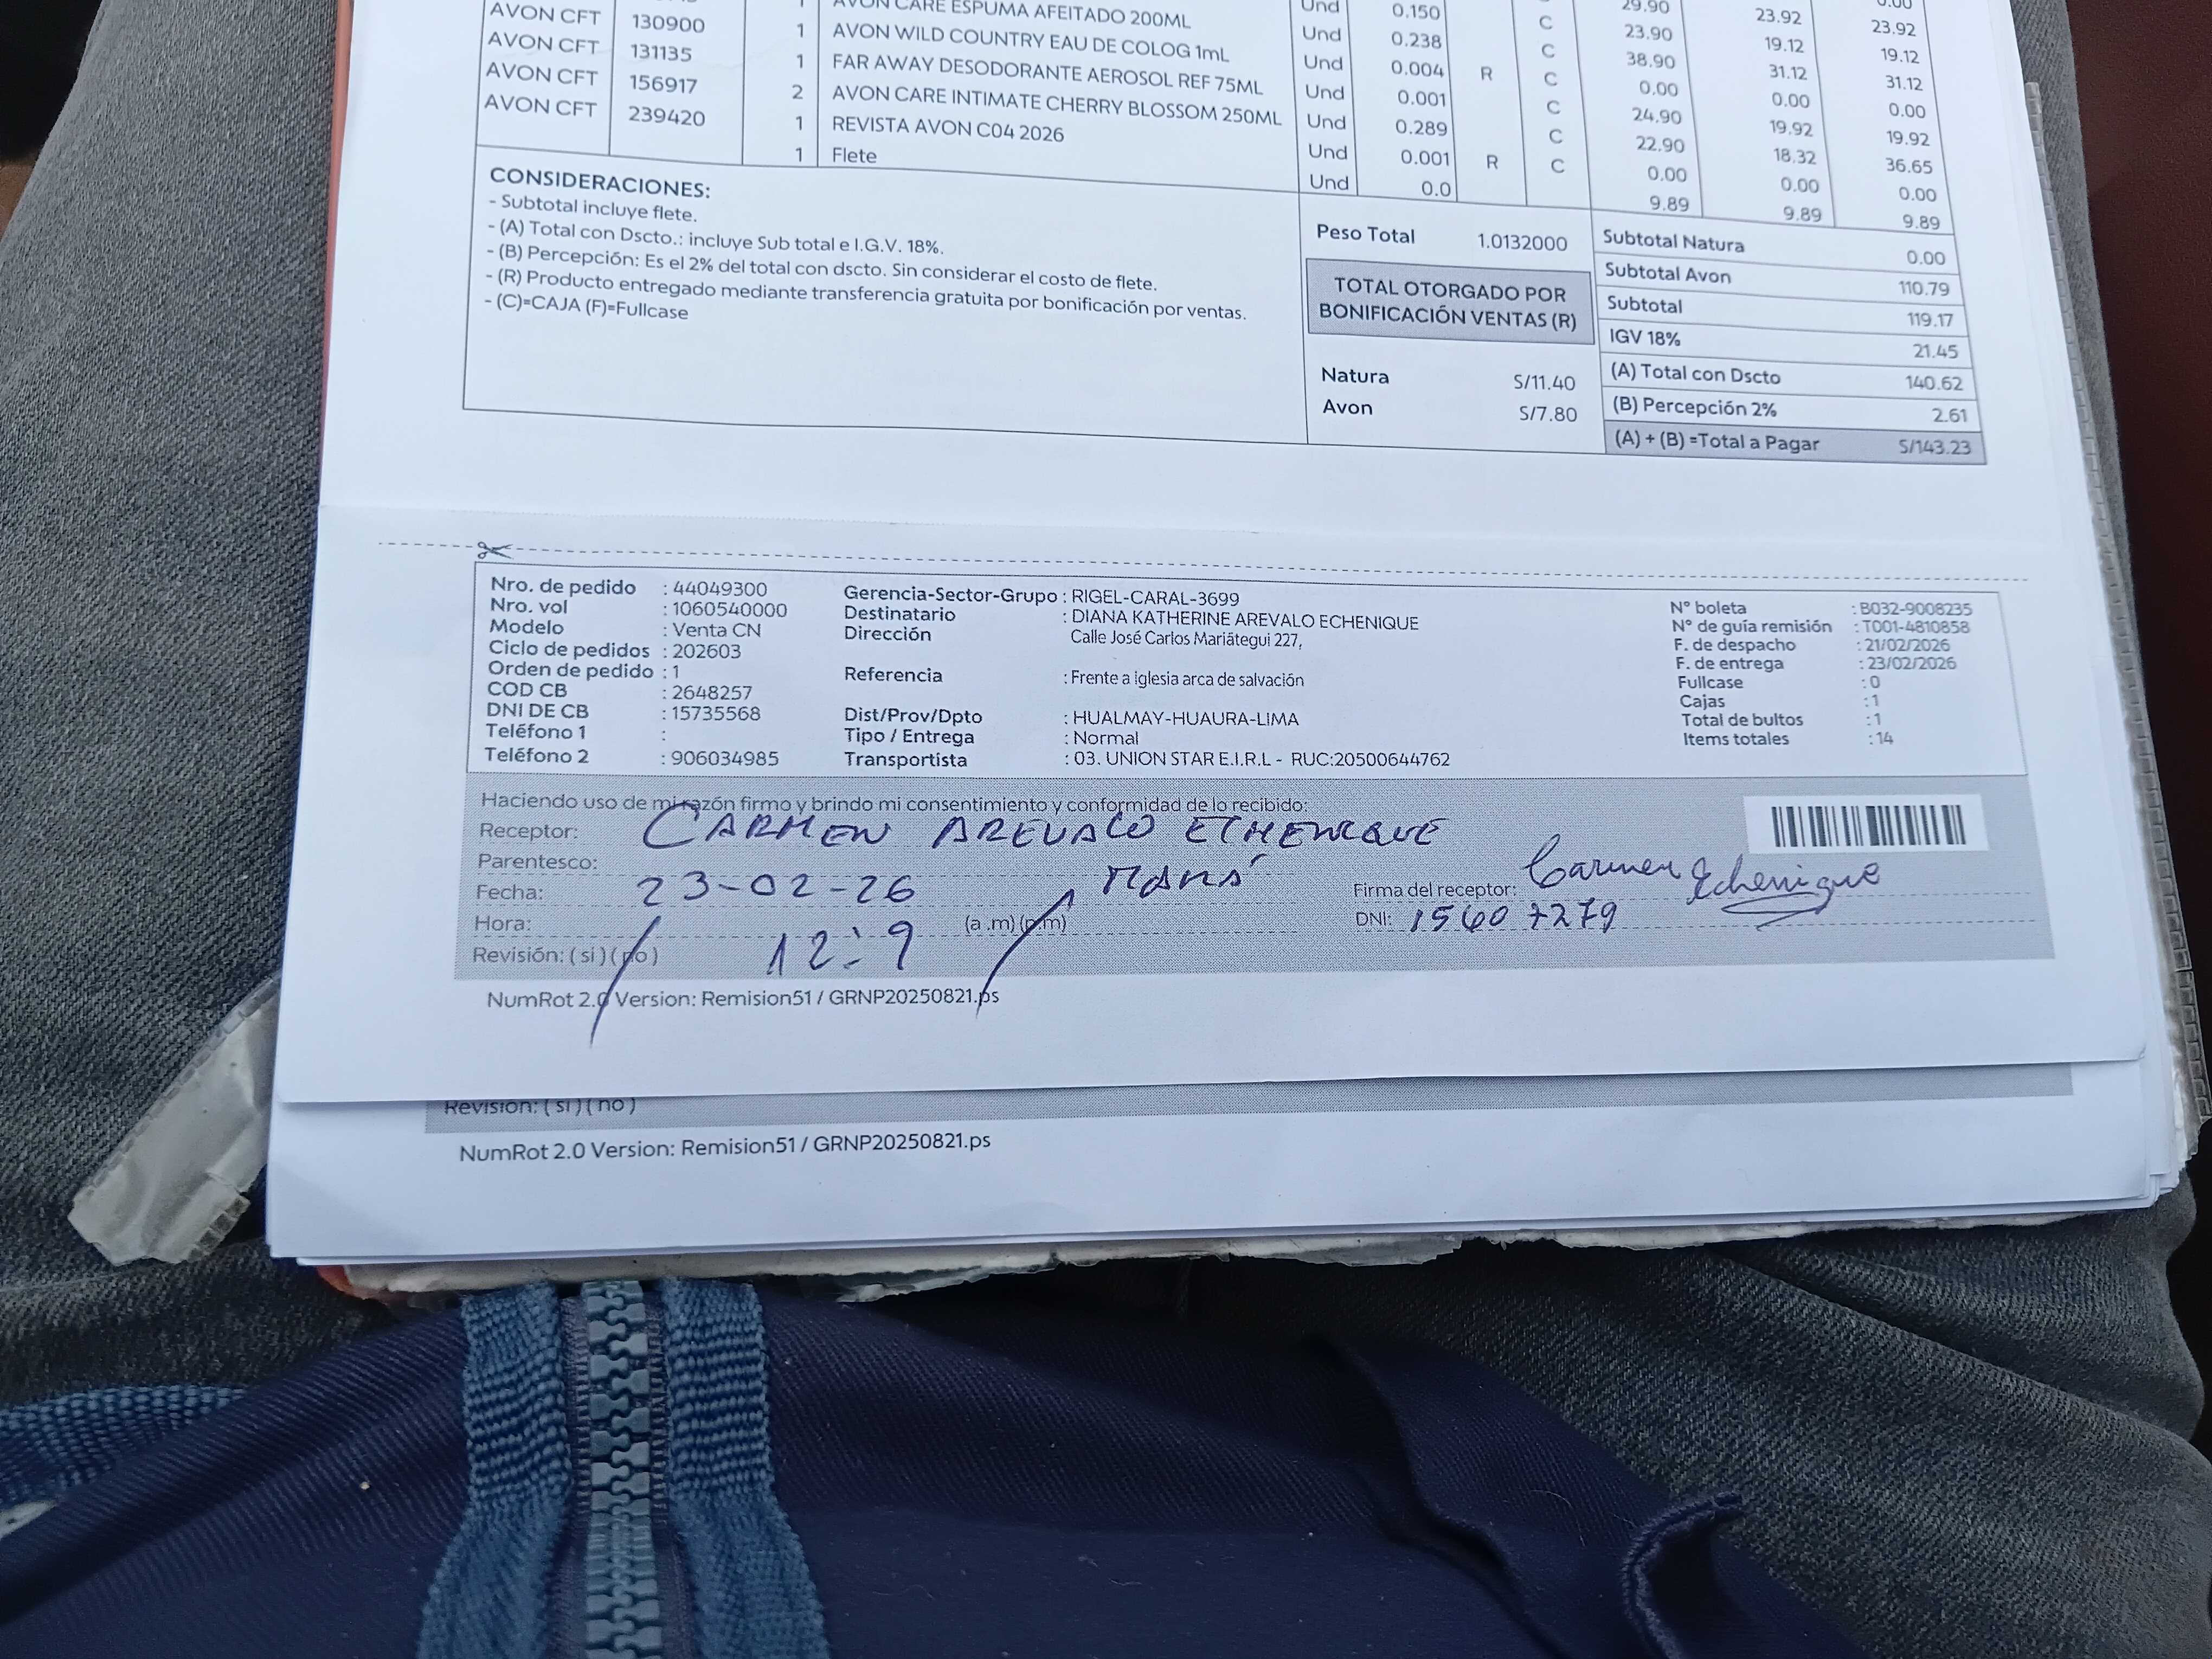 AVON CARE ESPUMA AFEITADO 200ML Und 0.150 C 29.90 23.92 23.92
AVON CFT 130900 1 AVON WILD COUNTRY EAU DE COLOG 1mL Und 0.238 C 23.90 19.12 19.12
AVON CFT 131135 1 FAR AWAY DESODORANTE AEROSOL REF 75ML Und 0.004 R C 38.90 31.12 31.12
AVON CFT 156917 2 AVON CARE INTIMATE CHERRY BLOSSOM 250ML Und 0.001 C 0.00 0.00 0.00
AVON CFT 239420 1 REVISTA AVON C04 2026 Und 0.289 C 24.90 19.92 19.92
1 Flete Und 0.001 R C 22.90 18.32 36.65
Und 0.0 0.00 0.00 0.00
9.89 9.89 9.89
CONSIDERACIONES:
- Subtotal incluye flete.
- (A) Total con Dscto.: incluye Sub total e I.G.V. 18%.
- (B) Percepción: Es el 2% del total con dscto. Sin considerar el costo de flete.
- (R) Producto entregado mediante transferencia gratuita por bonificación por ventas.
- (C)=CAJA (F)=Fullcase
Peso Total 1.0132000
TOTAL OTORGADO POR
BONIFICACIÓN VENTAS (R)
Natura S/11.40
Avon S/7.80
Subtotal Natura 0.00
Subtotal Avon 110.79
Subtotal 119.17
IGV 18% 21.45
(A) Total con Dscto 140.62
(B) Percepción 2% 2.61
(A) + (B) =Total a Pagar S/143.23
Nro. de pedido : 44049300
Nro. vol : 1060540000
Modelo : Venta CN
Ciclo de pedidos : 202603
Orden de pedido : 1
COD CB : 2648257
DNI DE CB : 15735568
Teléfono 1 :
Teléfono 2 : 906034985
Gerencia-Sector-Grupo : RIGEL-CARAL-3699
Destinatario : DIANA KATHERINE AREVALO ECHENIQUE
Dirección Calle José Carlos Mariátegui 227,
Referencia : Frente a iglesia arca de salvación
Dist/Prov/Dpto : HUALMAY-HUAURA-LIMA
Tipo / Entrega : Normal
Transportista : 03. UNION STAR E.I.R.L - RUC:20500644762
N° boleta : B032-9008235
N° de guía remisión : T001-4810858
F. de despacho : 21/02/2026
F. de entrega : 23/02/2026
Fullcase : 0
Cajas : 1
Total de bultos : 1
Items totales : 14
Haciendo uso de mi razón firmo y brindo mi consentimiento y conformidad de lo recibido:
Receptor: CARMEN AREVALO ECHENIQUE
Parentesco: MAMÁ
Fecha: 23-02-26
Hora: 12:9 (a.m) (p.m)
Revisión: ( si ) ( no )
Firma del receptor: Carmen Echenique
DNI: 15607279
NumRot 2.0 Version: Remision51 / GRNP20250821.ps
Revisión: ( si ) ( no )
NumRot 2.0 Version: Remision51 / GRNP20250821.ps